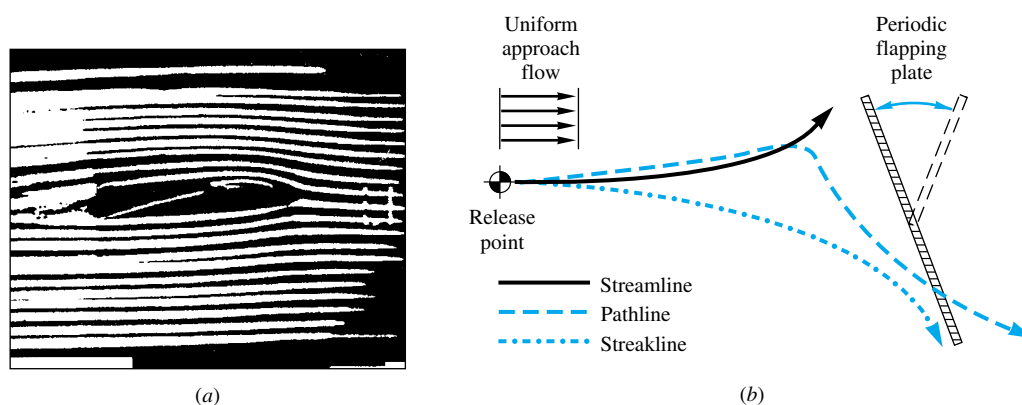 Uniform
approach
flow
Periodic
flapping
plate
Release
point
Streamline
Pathline
Streakline
(a)
(b)